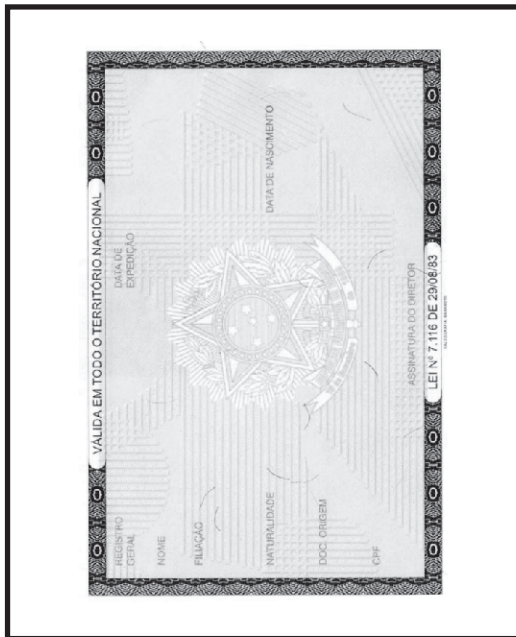 VÁLIDA EM TODO O TERRITÓRIO NACIONAL
REGISTRO
GERAL
DATA DE
EXPEDIÇÃO
NOME
FILIAÇÃO
NATURALIDADE
DATA DE NASCIMENTO
DOC. ORIGEM
CPF
ASSINATURA DO DIRETOR
LEI Nº 7.116 DE 29/08/83